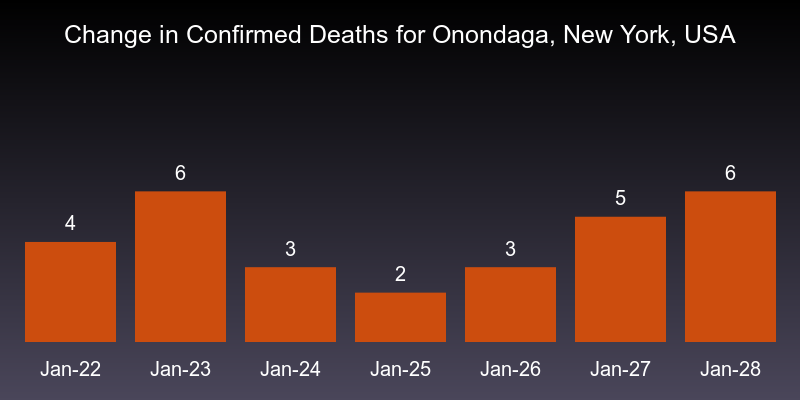 Change in Confirmed Deaths for Onondaga, New York, USA
4
6
3
2
3
5
6
Jan-22
Jan-23
Jan-24
Jan-25
Jan-26
Jan-27
Jan-28